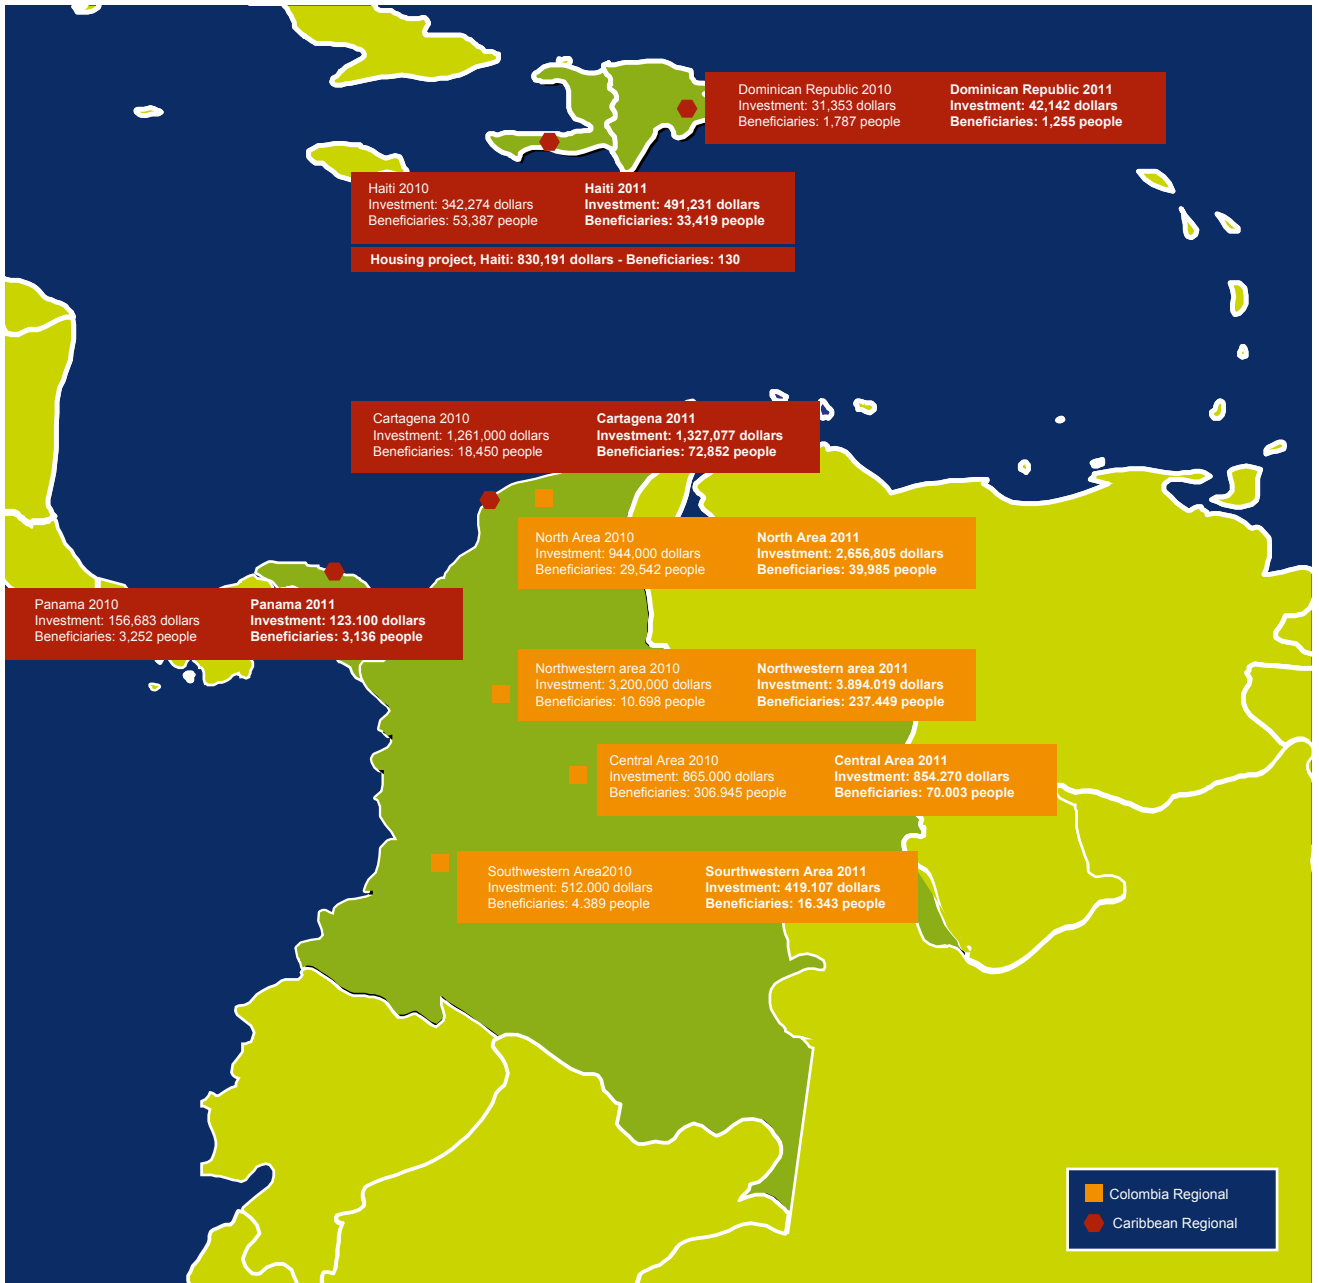 Dominican Republic 2010
Investment: 31,353 dollars
Beneficiaries: 1,787 people
Dominican Republic 2011
Investment: 42,142 dollars
Beneficiaries: 1,255 people
Haiti 2010
Investment: 342,274 dollars
Beneficiaries: 53,387 people
Haiti 2011
Investment: 491,231 dollars
Beneficiaries: 33,419 people
Housing project, Haiti: 830,191 dollars - Beneficiaries: 130
Cartagena 2010
Investment: 1,261,000 dollars
Beneficiaries: 18,450 people
Cartagena 2011
Investment: 1,327,077 dollars
Beneficiaries: 72,852 people
North Area 2010
Investment: 944,000 dollars
Beneficiaries: 29,542 people
North Area 2011
Investment: 2,656,805 dollars
Beneficiaries: 39,985 people
Panama 2010
Investment: 156,683 dollars
Beneficiaries: 3,252 people
Panama 2011
Investment: 123.100 dollars
Beneficiaries: 3,136 people
Northwestern area 2010
Investment: 3,200,000 dollars
Beneficiaries: 10.698 people
Northwestern area 2011
Investment: 3.894.019 dollars
Beneficiaries: 237.449 people
Central Area 2010
Investment: 865.000 dollars
Beneficiaries: 306.945 people
Central Area 2011
Investment: 854.270 dollars
Beneficiaries: 70.003 people
Southwestern Area2010
Investment: 512.000 dollars
Beneficiaries: 4.389 people
Sourthwestern Area 2011
Investment: 419.107 dollars
Beneficiaries: 16.343 people
Colombia Regional
Caribbean Regional